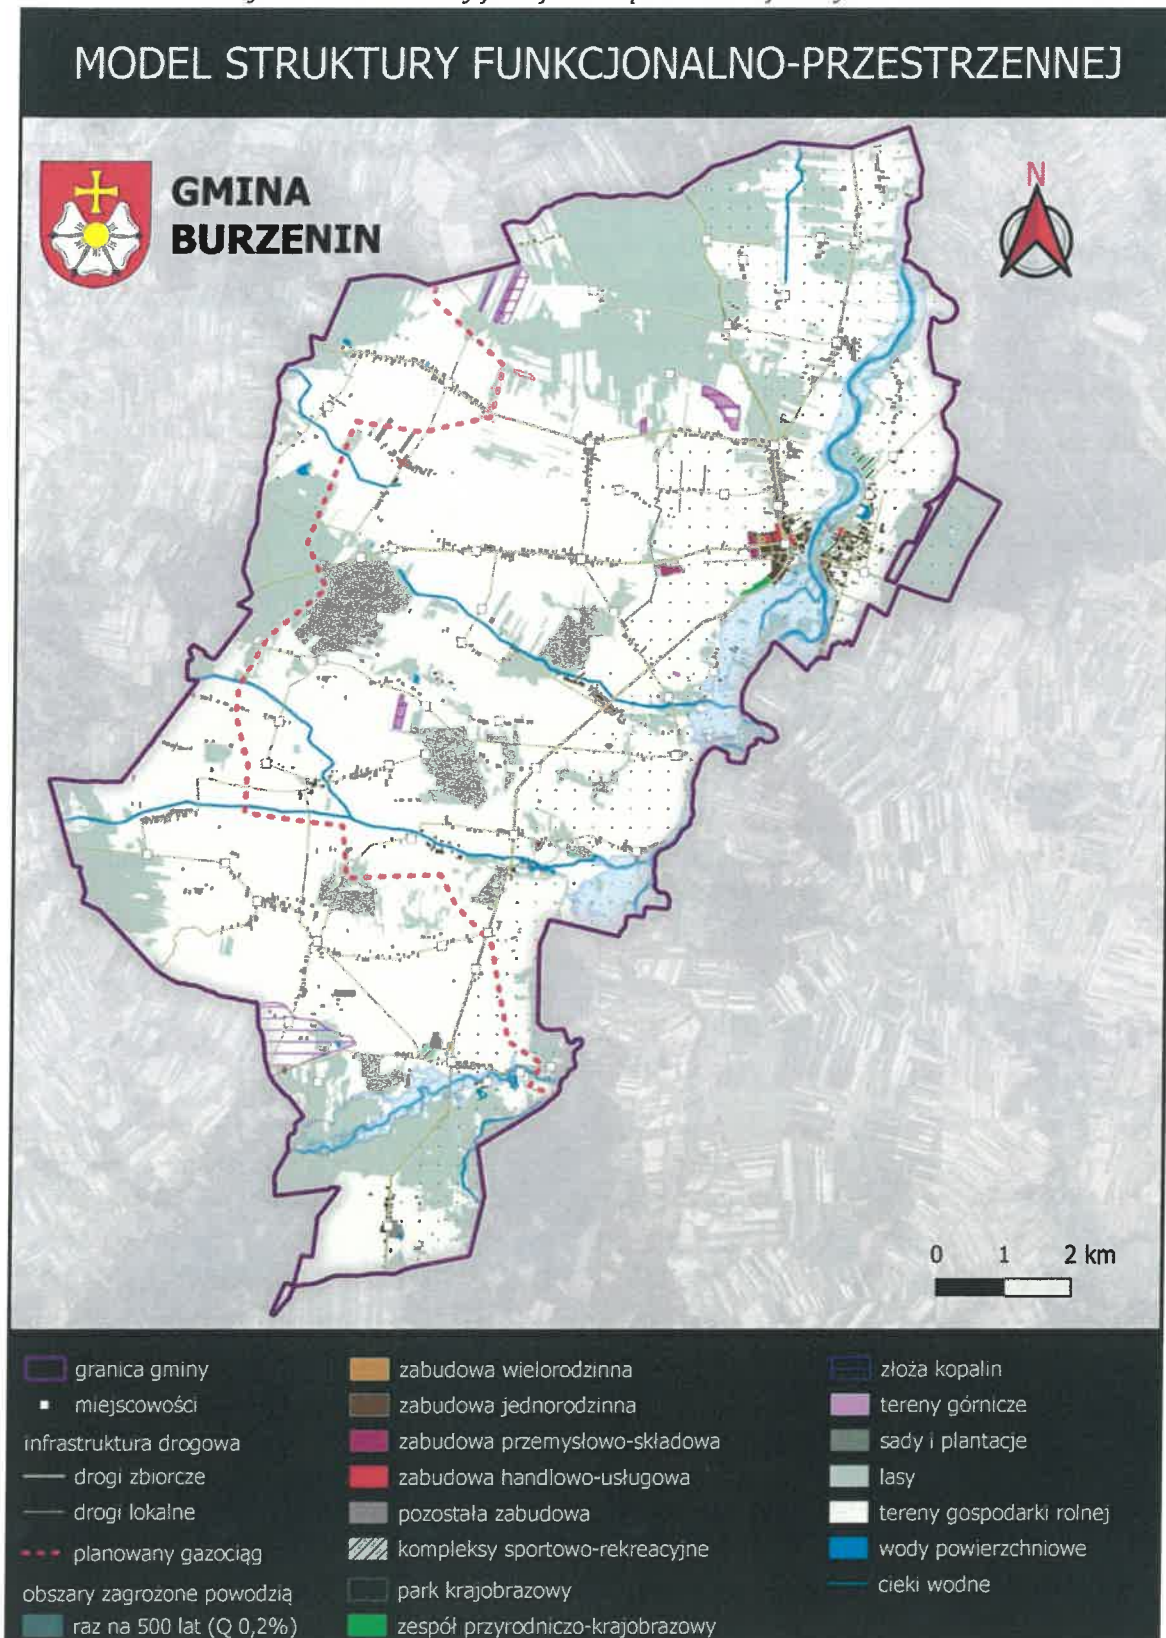 MODEL STRUKTURY FUNKCJONALNO-PRZESTRZENNEJ
GMINA
BURZENIN
N
0 1 2 km
granica gminy
miejscowości
infrastruktura drogowa
drogi zbiorcze
drogi lokalne
planowany gazociąg
obszary zagrożone powodzią
raz na 500 lat (Q 0,2%)
zabudowa wielorodzinna
zabudowa jednorodzinna
zabudowa przemysłowo-składowa
zabudowa handlowo-usługowa
pozostała zabudowa
kompleksy sportowo-rekreacyjne
park krajobrazowy
zespół przyrodniczo-krajobrazowy
złoża kopalin
tereny górnicze
sady i plantacje
lasy
tereny gospodarki rolnej
wody powierzchniowe
cieki wodne